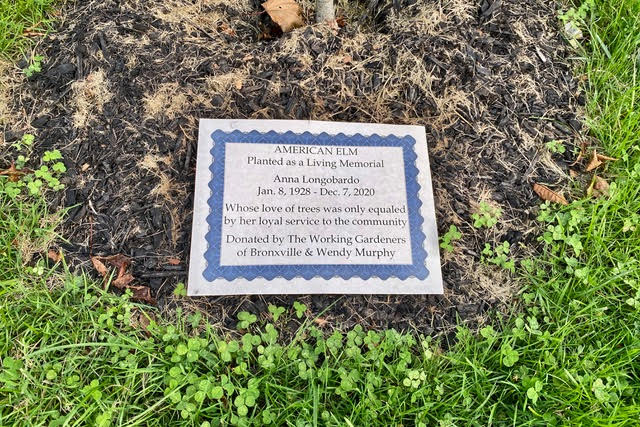 AMERICAN ELM
Planted as a Living Memorial
Anna Longobardo
Jan. 8, 1928 - Dec. 7, 2020
Whose love of trees was only equaled
by her loyal service to the community
Donated by The Working Gardeners
of Bronxville & Wendy Murphy